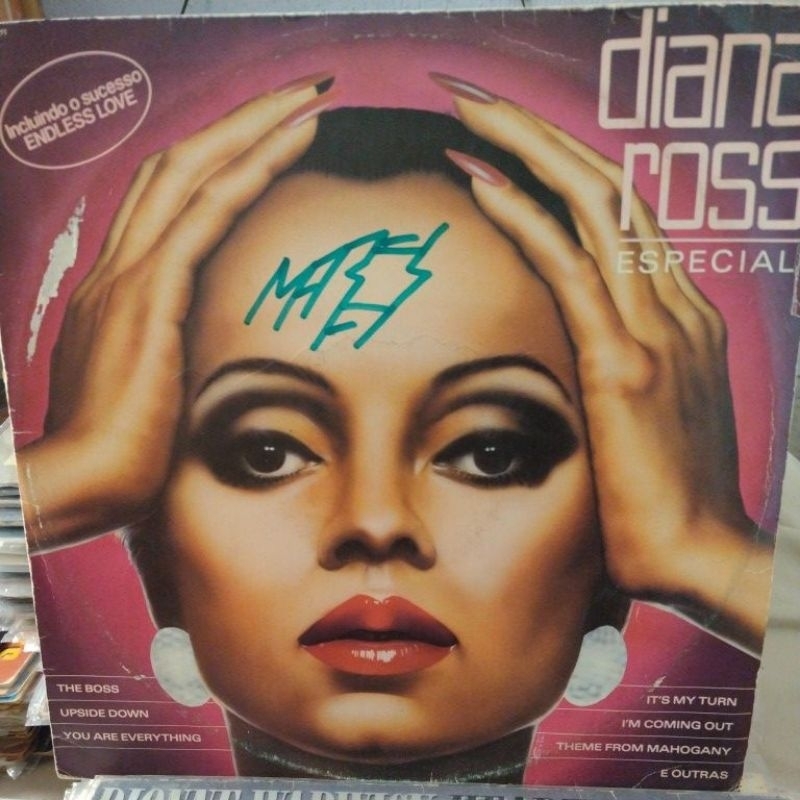 Incluindo o sucesso
ENDLESS LOVE
diana
ross
ESPECIAL
THE BOSS
UPSIDE DOWN
YOU ARE EVERYTHING
IT'S MY TURN
I'M COMING OUT
THEME FROM MAHOGANY
E OUTRAS